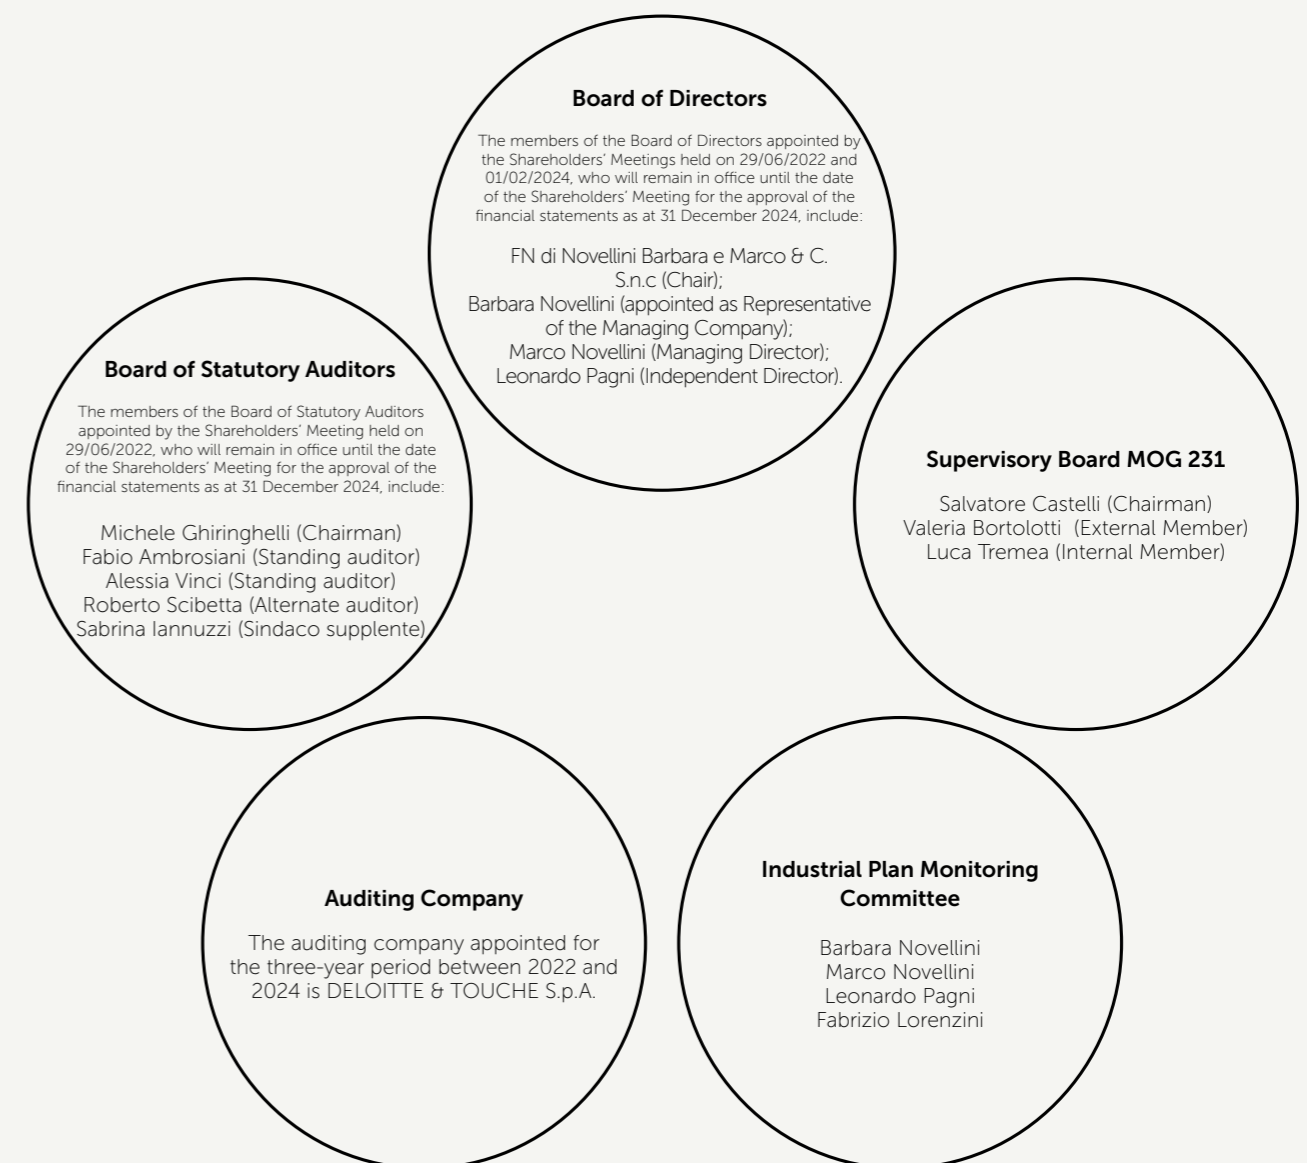 Board of Directors
The members of the Board of Directors appointed by
the Shareholders’ Meetings held on 29/06/2022 and
01/02/2024, who will remain in office until the date
of the Shareholders’ Meeting for the approval of the
financial statements as at 31 December 2024, include:
FN di Novellini Barbara e Marco & C.
S.n.c (Chair);
Barbara Novellini (appointed as Representative
of the Managing Company);
Marco Novellini (Managing Director);
Leonardo Pagni (Independent Director).
Board of Statutory Auditors
The members of the Board of Statutory Auditors
appointed by the Shareholders’ Meeting held on
29/06/2022, who will remain in office until the date
of the Shareholders’ Meeting for the approval of the
financial statements as at 31 December 2024, include:
Michele Ghiringhelli (Chairman)
Fabio Ambrosiani (Standing auditor)
Alessia Vinci (Standing auditor)
Roberto Scibetta (Alternate auditor)
Sabrina Iannuzzi (Sindaco supplente)
Supervisory Board MOG 231
Salvatore Castelli (Chairman)
Valeria Bortolotti (External Member)
Luca Tremea (Internal Member)
Auditing Company
The auditing company appointed for
the three-year period between 2022 and
2024 is DELOITTE & TOUCHE S.p.A.
Industrial Plan Monitoring
Committee
Barbara Novellini
Marco Novellini
Leonardo Pagni
Fabrizio Lorenzini